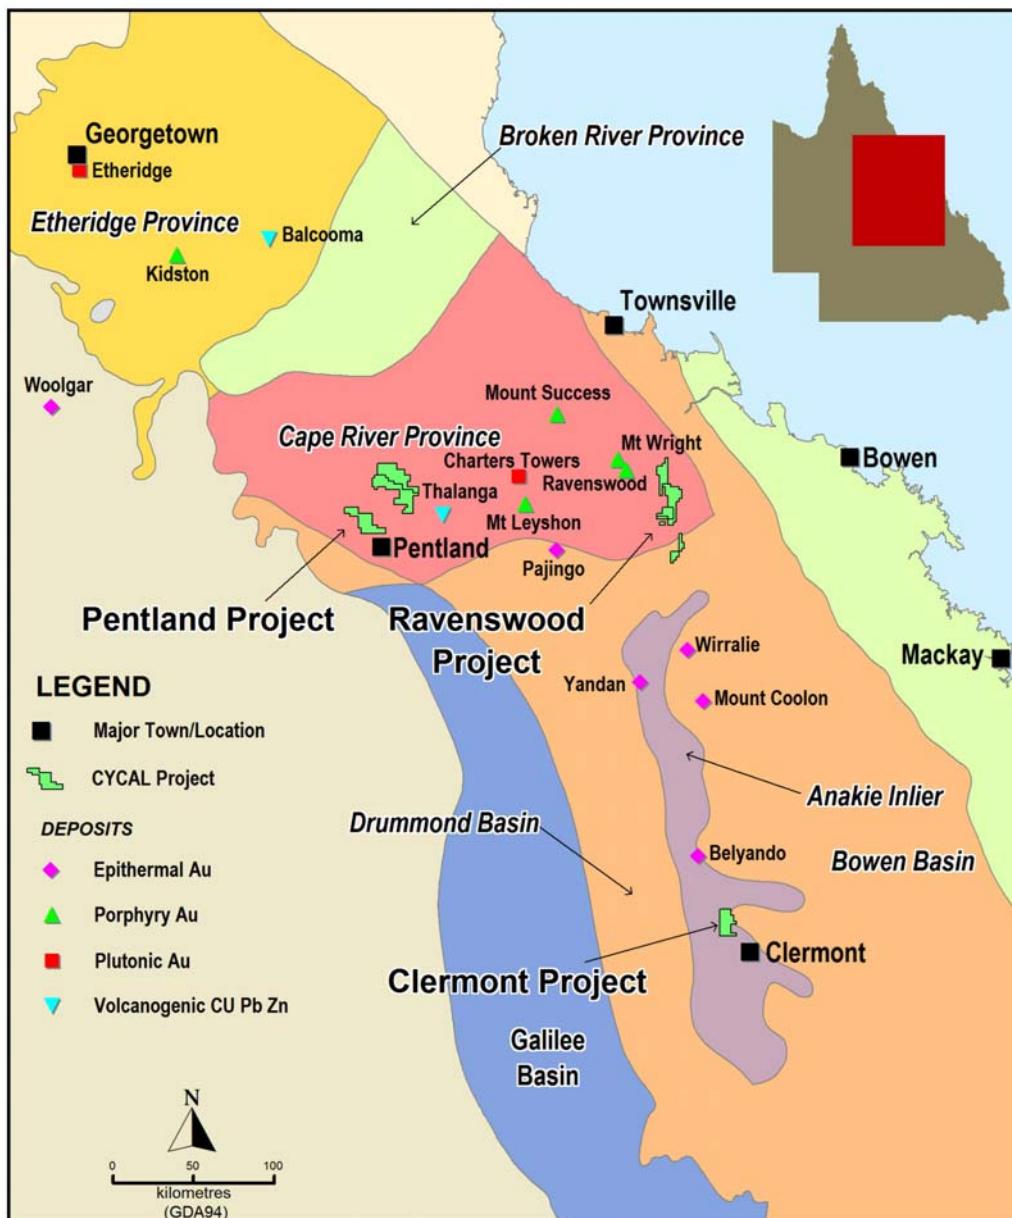 Georgetown
Etheridge
Etheridge Province
Balcooma
Kidston
Broken River Province
Townsville
Woolgar
Mount Success
Cape River Province
Mt Wright
Charters Towers
Ravenswood
Thalanga
Mt Leyshon
Bowen
Pentland
Pajingo
Pentland Project
Ravenswood
Project
Wirralie
Mackay
Yandan
Mount Coolon
LEGEND
Major Town/Location
CYCAL Project
DEPOSITS
Epithermal Au
Porphyry Au
Plutonic Au
Volcanogenic CU Pb Zn
Anakie Inlier
Drummond Basin
Belyando
Bowen Basin
Clermont
Clermont Project
Galilee
Basin
N
0 50 100
kilometres
(GDA94)